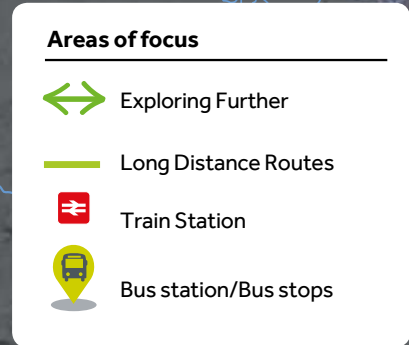 Areas of focus
Exploring Further
Long Distance Routes
Train Station
Bus station/Bus stops